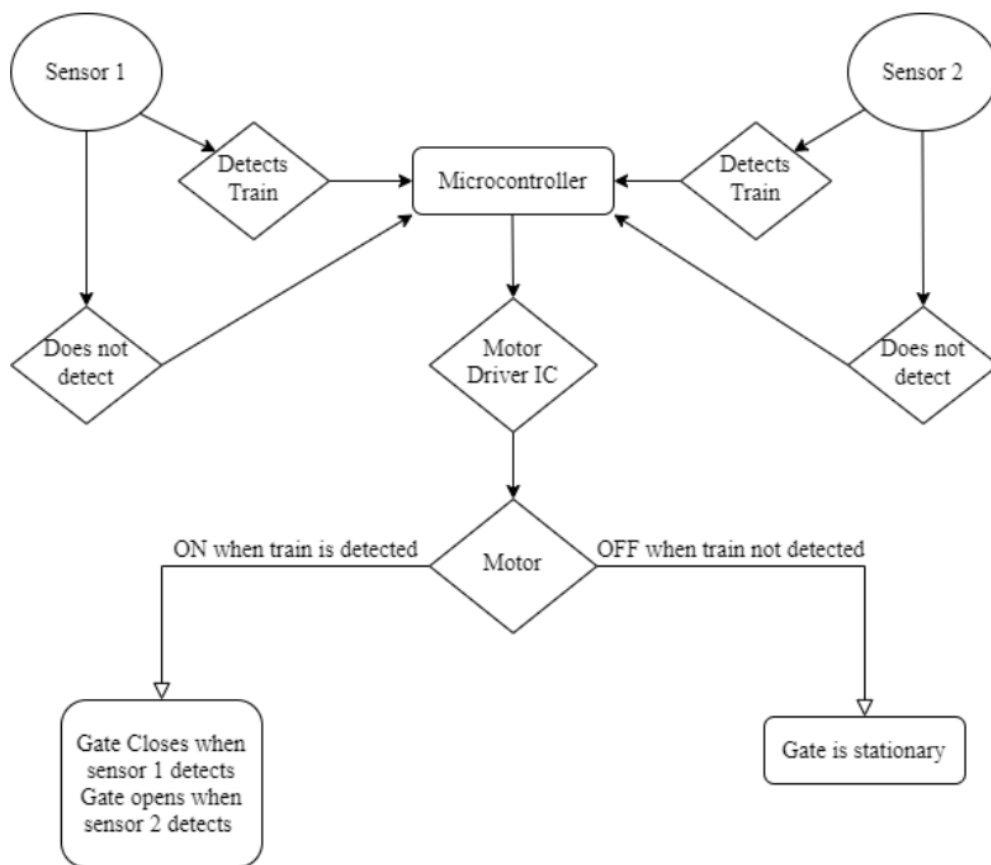 Sensor 1
Sensor 2
Detects
Train
Microcontroller
Detects
Train
Does not
detect
Motor
Driver IC
Does not
detect
ON when train is detected
Motor
OFF when train not detected
Gate Closes when
sensor 1 detects
Gate opens when
sensor 2 detects
Gate is stationary